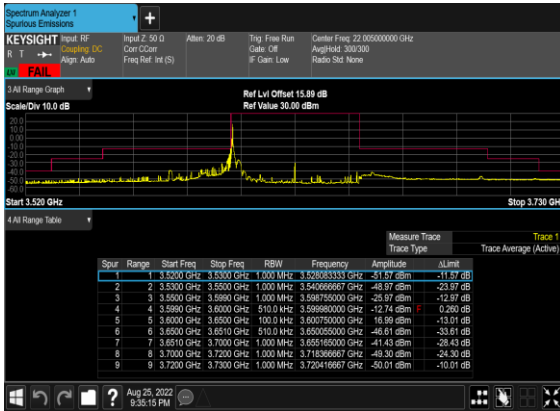 Spectrum Analyzer 1
Spurious Emissions
+
KEYSIGHT Input: RF Input Z: 50 Ω Atten: 20 dB Trig: Free Run Center Freq: 22.005000000 GHz
R T Coupling: DC Corr CCorr Gate: Off Avg|Hold: 300/300
Align: Auto Freq Ref: Int (S) IF Gain: Low Radio Std: None
FAIL
3 All Range Graph
Ref Lvl Offset 15.89 dB
Scale/Div 10.0 dB Ref Value 30.00 dBm
20.0
10.0
0.00
-10.0
-20.0
-30.0
-40.0
-50.0
-60.0
Start 3.520 GHz Stop 3.730 GH
4 All Range Table
Measure Trace Trace 1
Trace Type Trace Average (Active)
Spur Range Start Freq Stop Freq RBW Frequency Amplitude ΔLimit
1 1 3.5200 GHz 3.5300 GHz 1.000 MHz 3.528083333 GHz -51.57 dBm -11.57 dB
2 2 3.5300 GHz 3.5500 GHz 1.000 MHz 3.540666667 GHz -48.97 dBm -23.97 dB
3 3 3.5500 GHz 3.5990 GHz 1.000 MHz 3.598755000 GHz -25.97 dBm -12.97 dB
4 4 3.5990 GHz 3.6000 GHz 510.0 kHz 3.599980000 GHz -12.74 dBm F 0.260 dB
5 5 3.6000 GHz 3.6500 GHz 100.0 kHz 3.600750000 GHz 16.99 dBm -13.01 dB
6 6 3.6500 GHz 3.6510 GHz 510.0 kHz 3.650055000 GHz -46.61 dBm -33.61 dB
7 7 3.6510 GHz 3.7000 GHz 1.000 MHz 3.655165000 GHz -41.43 dBm -28.43 dB
8 8 3.7000 GHz 3.7200 GHz 1.000 MHz 3.718366667 GHz -49.30 dBm -24.30 dB
9 9 3.7200 GHz 3.7300 GHz 1.000 MHz 3.720416667 GHz -50.01 dBm -10.01 dB
? Aug 25, 2022
9:35:15 PM